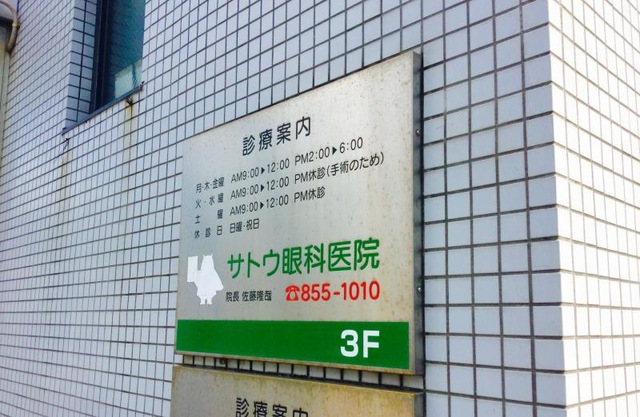 診療案内
月・木・金曜 AM9:00▶12:00 PM2:00▶6:00
火・水曜 AM9:00▶12:00 PM休診(手術のため)
土曜 AM9:00▶12:00 PM休診
休診日 日曜・祝日
サトウ眼科医院
院長 佐藤隆哉 ☎855-1010
3F
診療案内